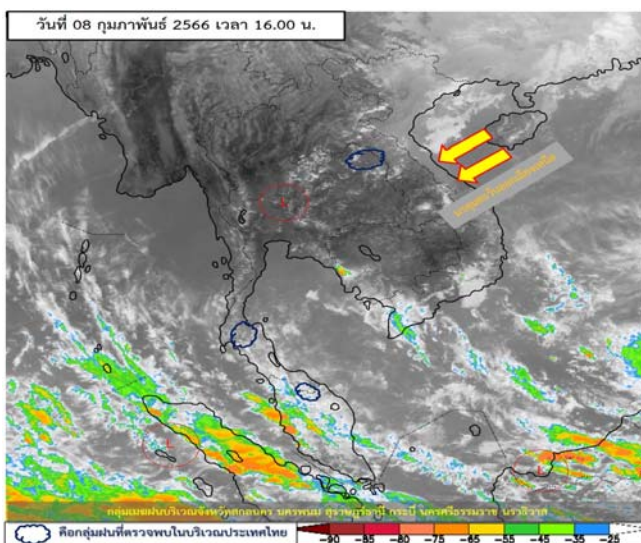 วันที่ 08 กุมภาพันธ์ 2566 เวลา 16.00 น.
มรสุมตะวันออกเฉียงเหนือ
L
L
L
กลุ่มเมฆฝนบริเวณจังหวัดสกลนคร นครพนม สุราษฎร์ธานี กระบี่ นครศรีธรรมราช นราธิวาส
คือกลุ่มฝนที่ตรวจพบในบริเวณประเทศไทย
-90 -85 -75 -65 -55 -45 -35 -25